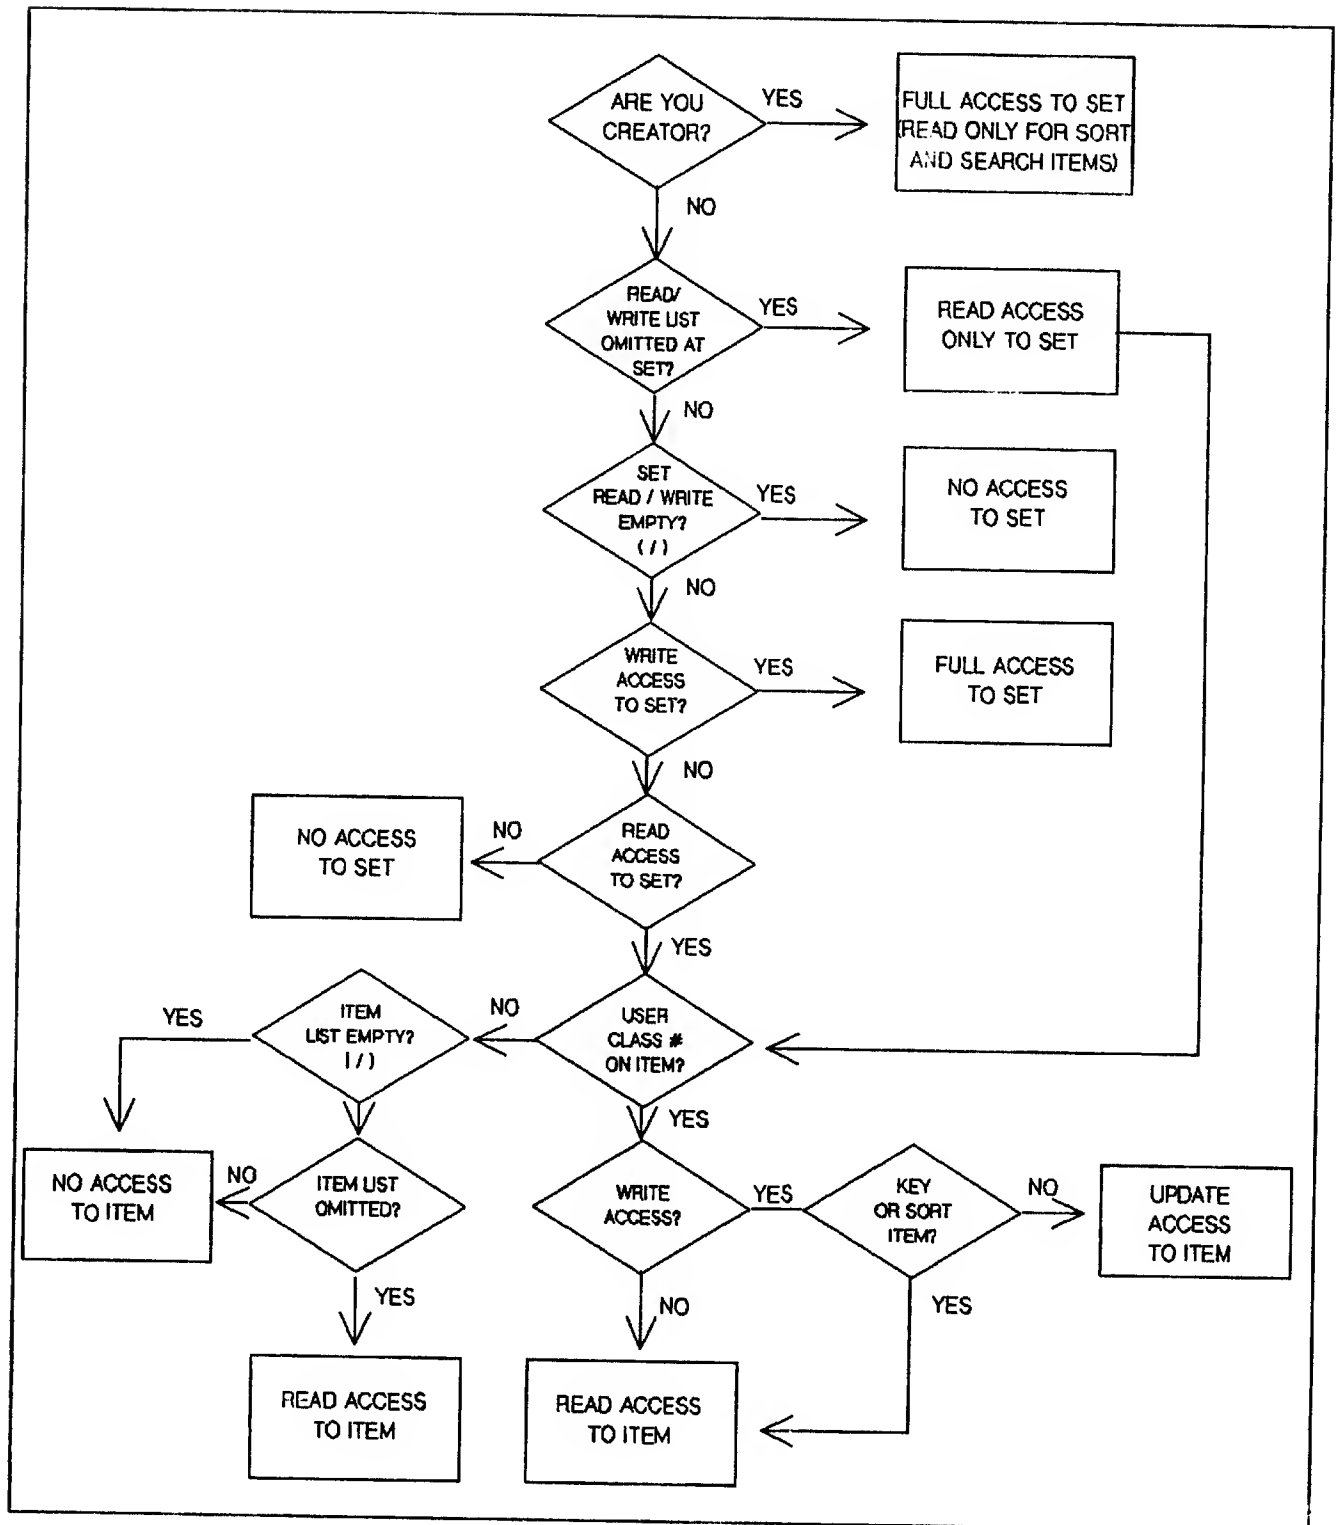 ARE YOU
CREATOR?
YES
FULL ACCESS TO SET
(READ ONLY FOR SORT
AND SEARCH ITEMS)
NO
READ/
WRITE LIST
OMITTED AT
SET?
YES
READ ACCESS
ONLY TO SET
NO
SET
READ / WRITE
EMPTY?
( / )
YES
NO ACCESS
TO SET
NO
WRITE
ACCESS
TO SET?
YES
FULL ACCESS
TO SET
NO
NO ACCESS
TO SET
NO
READ
ACCESS
TO SET?
YES
YES
ITEM
LIST EMPTY?
( / )
NO
USER
CLASS #
ON ITEM?
YES
NO ACCESS
TO ITEM
NO
ITEM LIST
OMITTED?
WRITE
ACCESS?
YES
KEY
OR SORT
ITEM?
NO
UPDATE
ACCESS
TO ITEM
YES
NO
YES
READ ACCESS
TO ITEM
READ ACCESS
TO ITEM